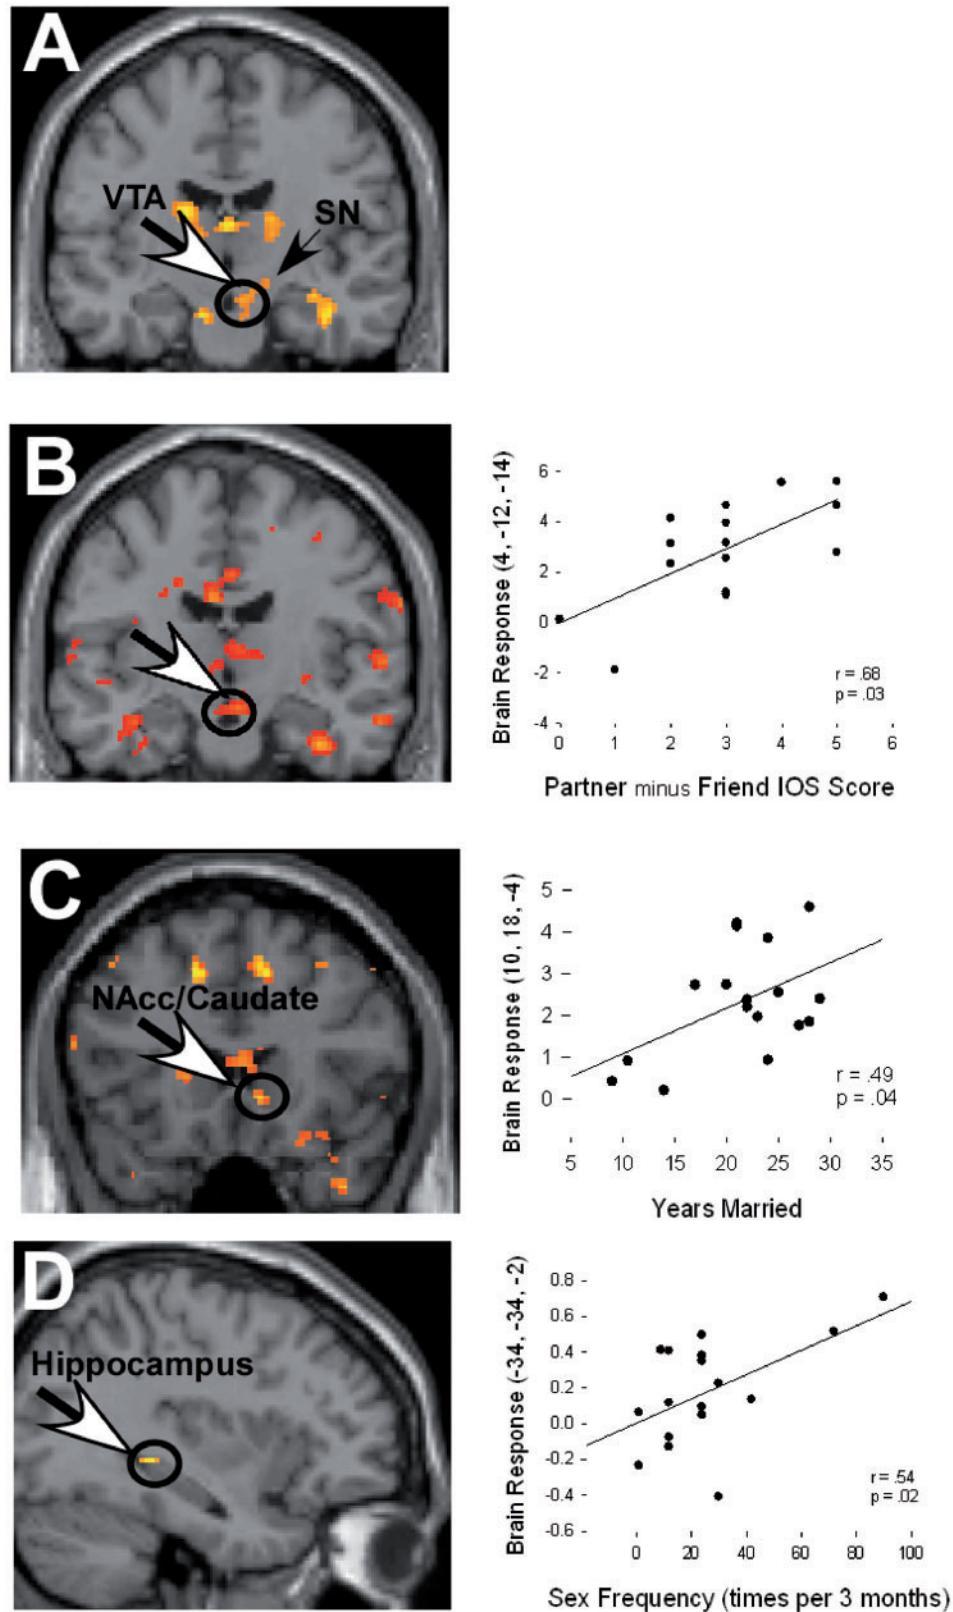 A
VTA
SN
B
Brain Response (4, -12, -14)
6
4
2
0
-2
-4
0 1 2 3 4 5 6
r = .68
p = .03
Partner minus Friend IOS Score
C
NAcc/Caudate
Brain Response (10, 18, -4)
5
4
3
2
1
0
5 10 15 20 25 30 35
r = .49
p = .04
Years Married
D
Hippocampus
Brain Response (-34, -34, -2)
0.8
0.6
0.4
0.2
0.0
-0.2
-0.4
-0.6
0 20 40 60 80 100
r = .54
p = .02
Sex Frequency (times per 3 months)